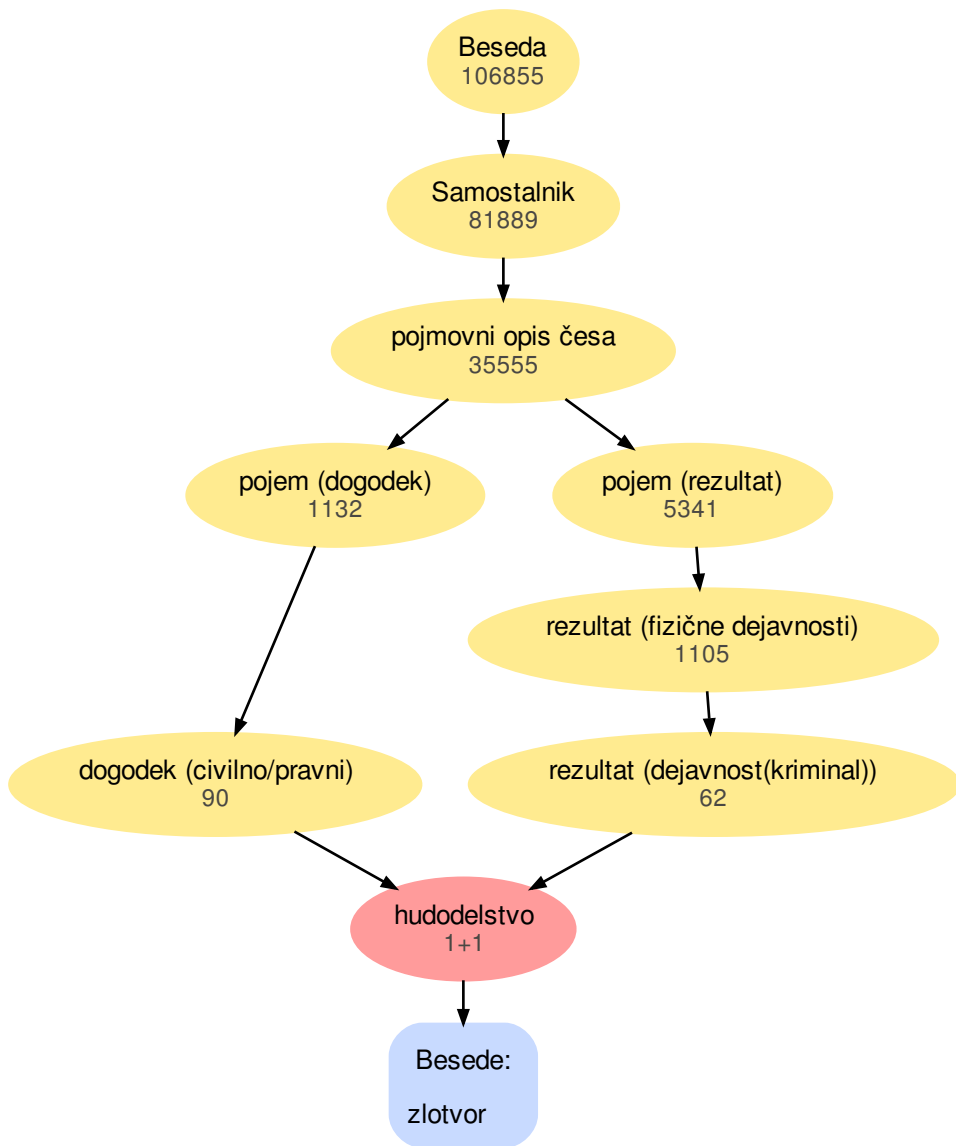 Beseda
106855
Samostalnik
81889
pojmovni opis česa
35555
pojem (dogodek)
1132
pojem (rezultat)
5341
rezultat (fizične dejavnosti)
1105
dogodek (civilno/pravni)
90
rezultat (dejavnost(kriminal))
62
hudodelstvo
1+1
Besede:
zlotvor